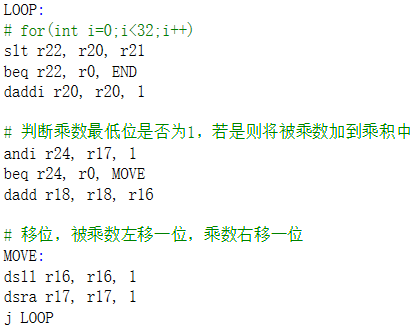 LOOP:
# for(int i=0;i<32;i++)
slt r22, r20, r21
beq r22, r0, END
daddi r20, r20, 1
# 判断乘数最低位是否为1，若是则将被乘数加到乘积中
andi r24, r17, 1
beq r24, r0, MOVE
dadd r18, r18, r16
# 移位，被乘数左移一位，乘数右移一位
MOVE:
dsll r16, r16, 1
dsra r17, r17, 1
j LOOP